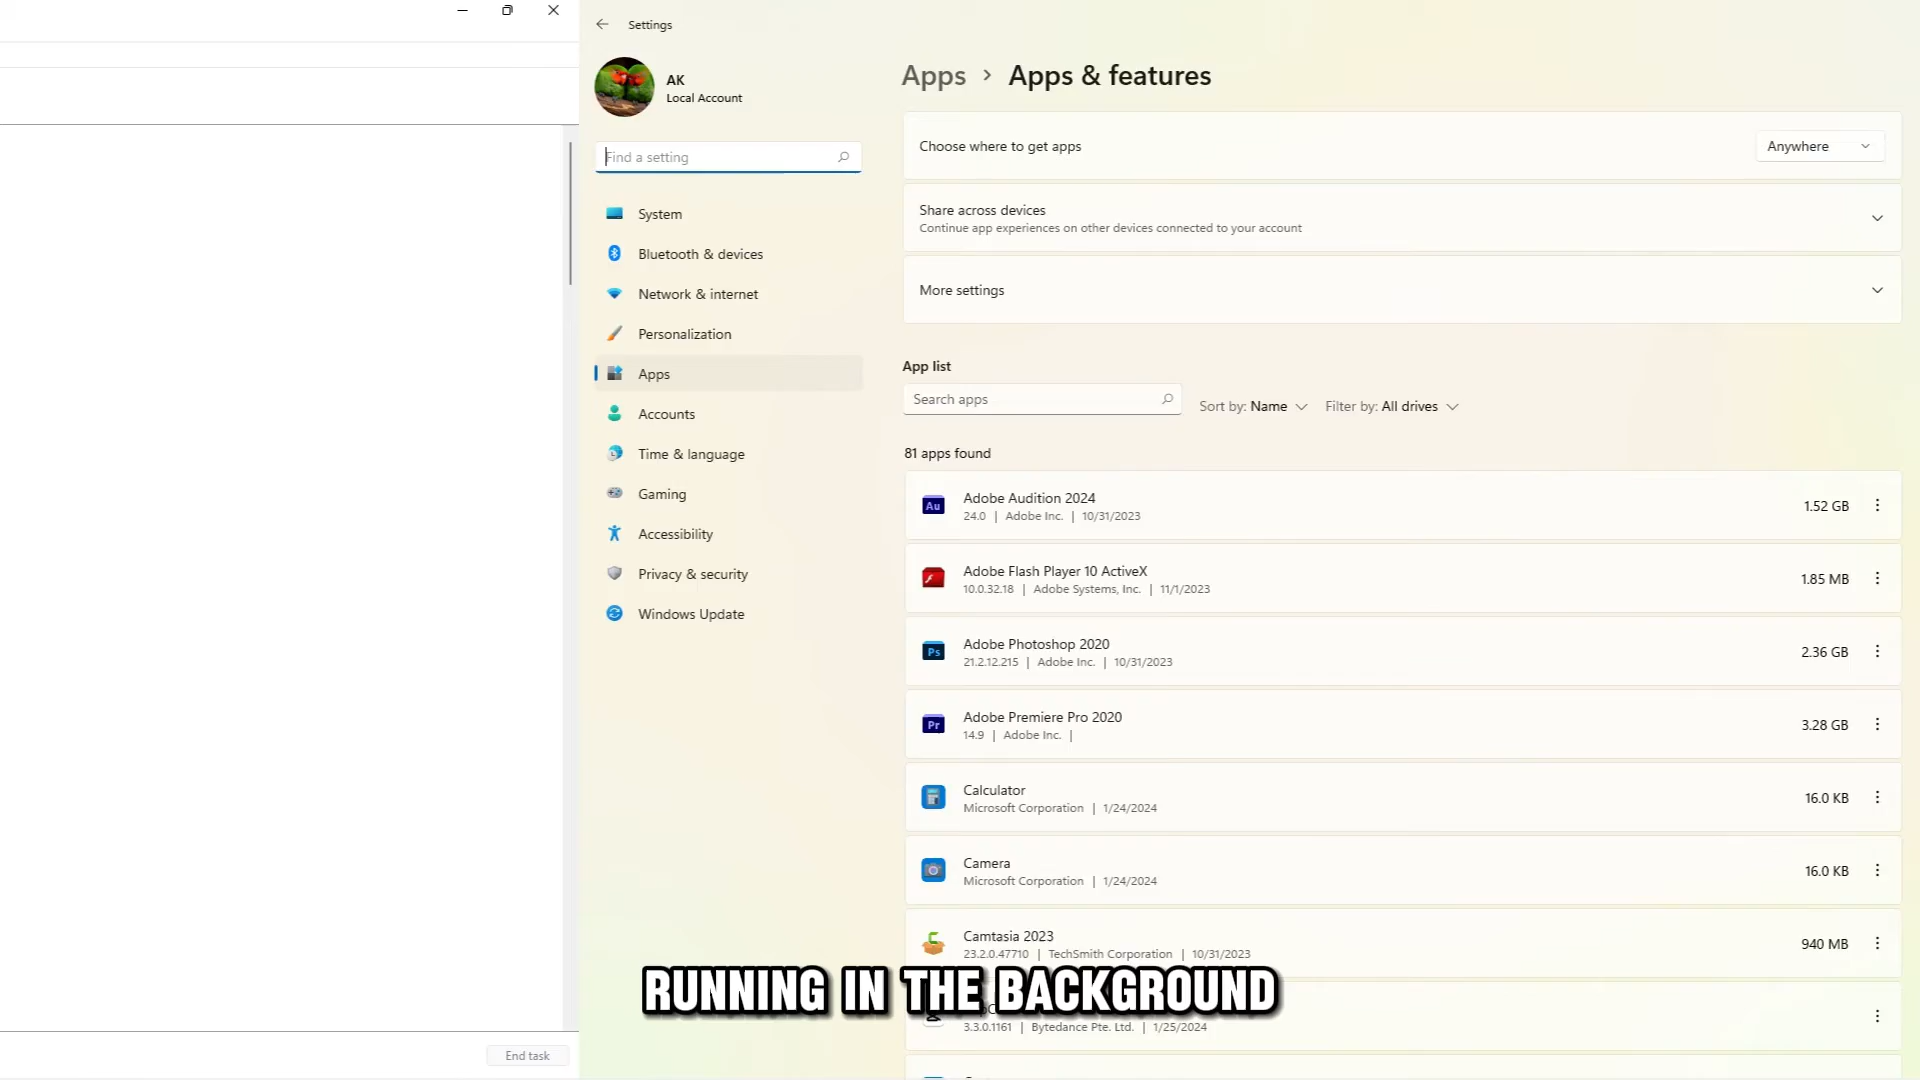 Settings
AK
Local Account
Find a setting
System
Bluetooth & devices
Network & internet
Personalization
Apps
Accounts
Time & language
Gaming
Accessibility
Privacy & security
Windows Update
Apps > Apps & features
Choose where to get apps
Anywhere
Share across devices
Continue app experiences on other devices connected to your account
More settings
App list
Search apps
Sort by: Name
Filter by: All drives
81 apps found
Adobe Audition 2024
24.0 | Adobe Inc. | 10/31/2023
1.52 GB
Adobe Flash Player 10 ActiveX
10.0.32.18 | Adobe Systems, Inc. | 11/1/2023
1.85 MB
Adobe Photoshop 2020
21.2.12.215 | Adobe Inc. | 10/31/2023
2.36 GB
Adobe Premiere Pro 2020
14.9 | Adobe Inc. |
3.28 GB
Calculator
Microsoft Corporation | 1/24/2024
16.0 KB
Camera
Microsoft Corporation | 1/24/2024
16.0 KB
Camtasia 2023
23.2.0.47710 | TechSmith Corporation | 10/31/2023
940 MB
RUNNING IN THE BACKGROUND
3.3.0.1161 | Bytedance Pte. Ltd. | 1/25/2024
End task
Au
Ps
Pr